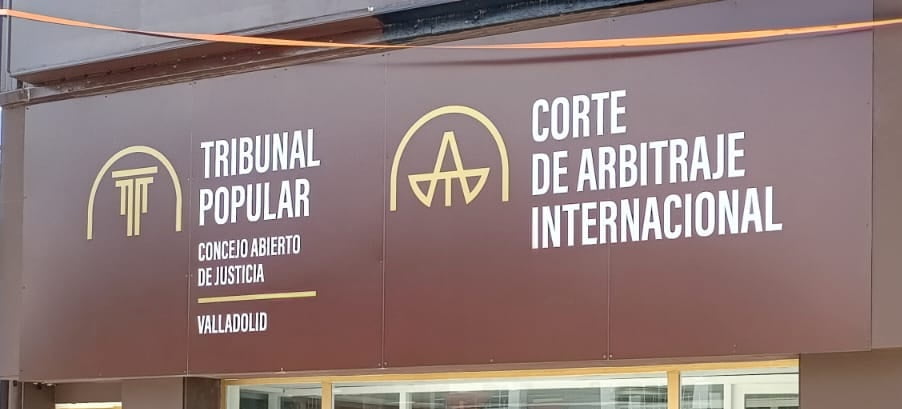 TRIBUNAL
POPULAR
CONCEJO ABIERTO
DE JUSTICIA
VALLADOLID
CORTE
DE ARBITRAJE
INTERNACIONAL